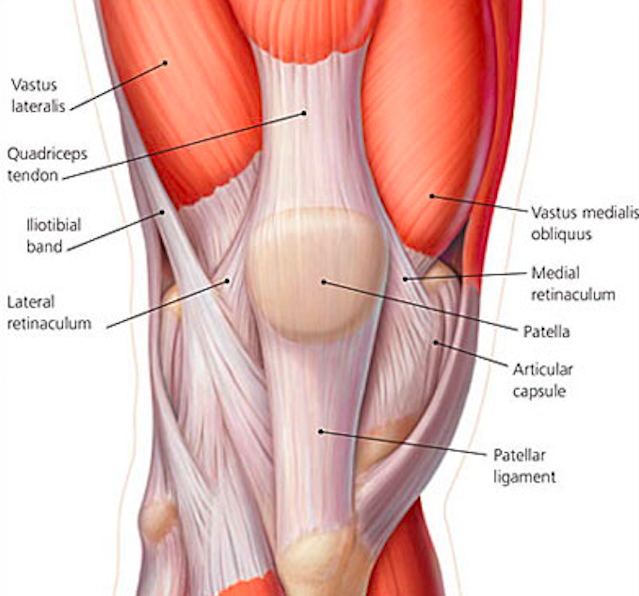 Vastus
lateralis
Quadriceps
tendon
Iliotibial
band
Lateral
retinaculum
Vastus medialis
obliquus
Medial
retinaculum
Patella
Articular
capsule
Patellar
ligament